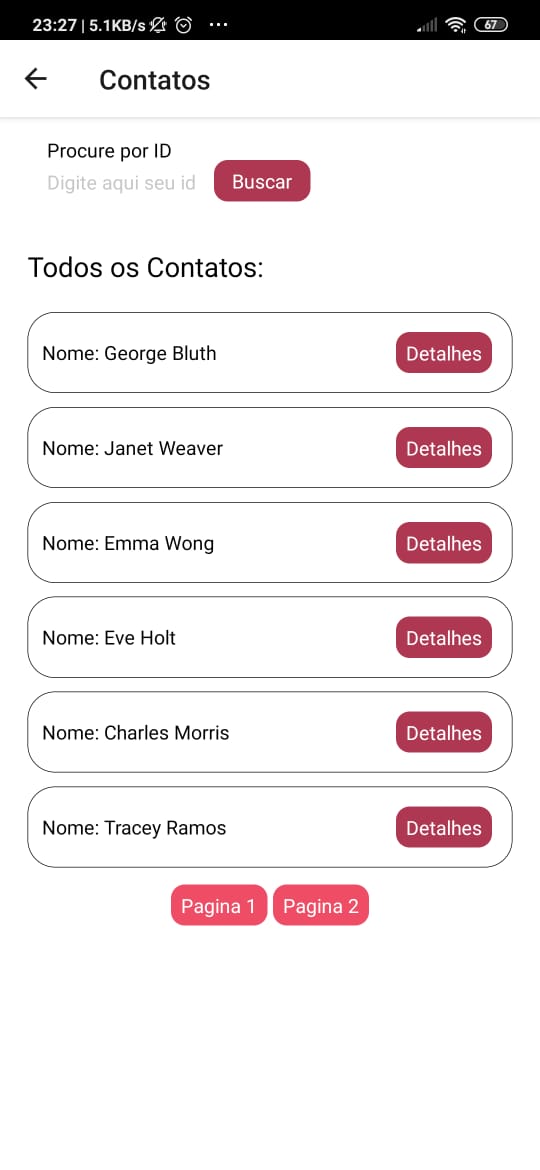 23:27 | 5.1KB/s ... 67
Contatos
Procure por ID
Digite aqui seu id Buscar
Todos os Contatos:
Nome: George Bluth Detalhes
Nome: Janet Weaver Detalhes
Nome: Emma Wong Detalhes
Nome: Eve Holt Detalhes
Nome: Charles Morris Detalhes
Nome: Tracey Ramos Detalhes
Pagina 1 Pagina 2